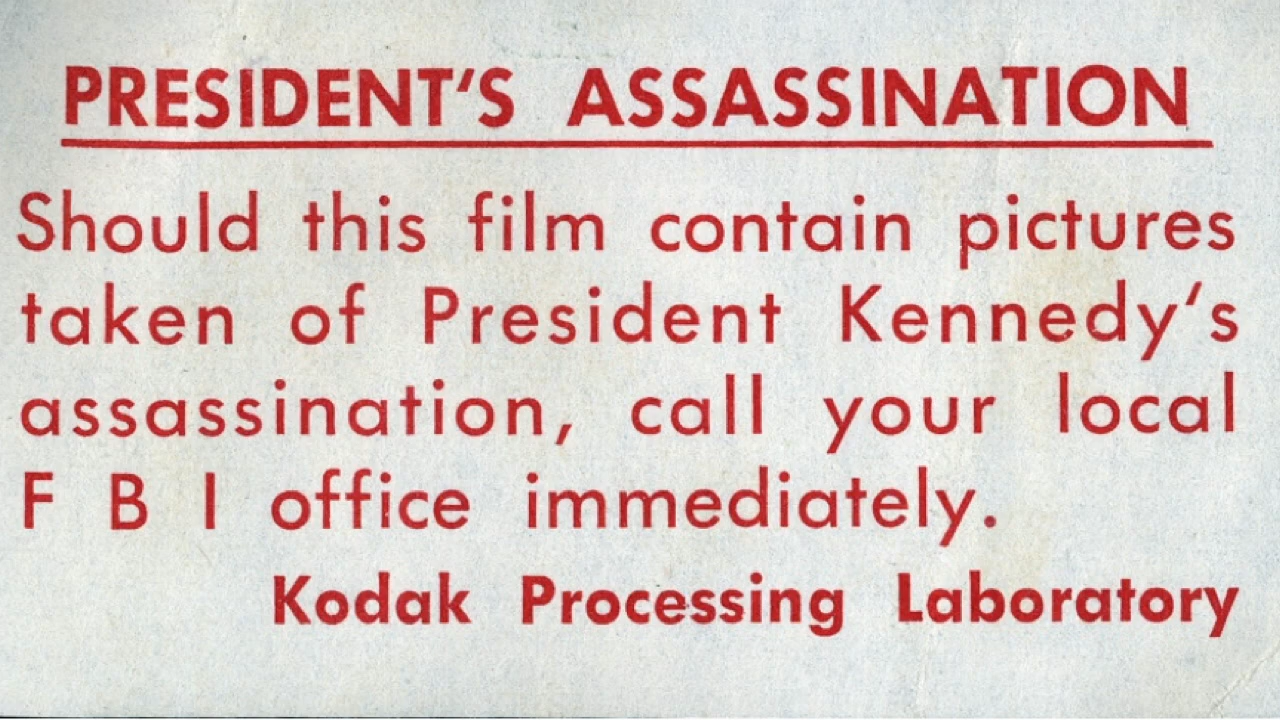 PRESIDENT'S ASSASSINATION
Should this film contain pictures
taken of President Kennedy's
assassination, call your local
F B I office immediately.
Kodak Processing Laboratory